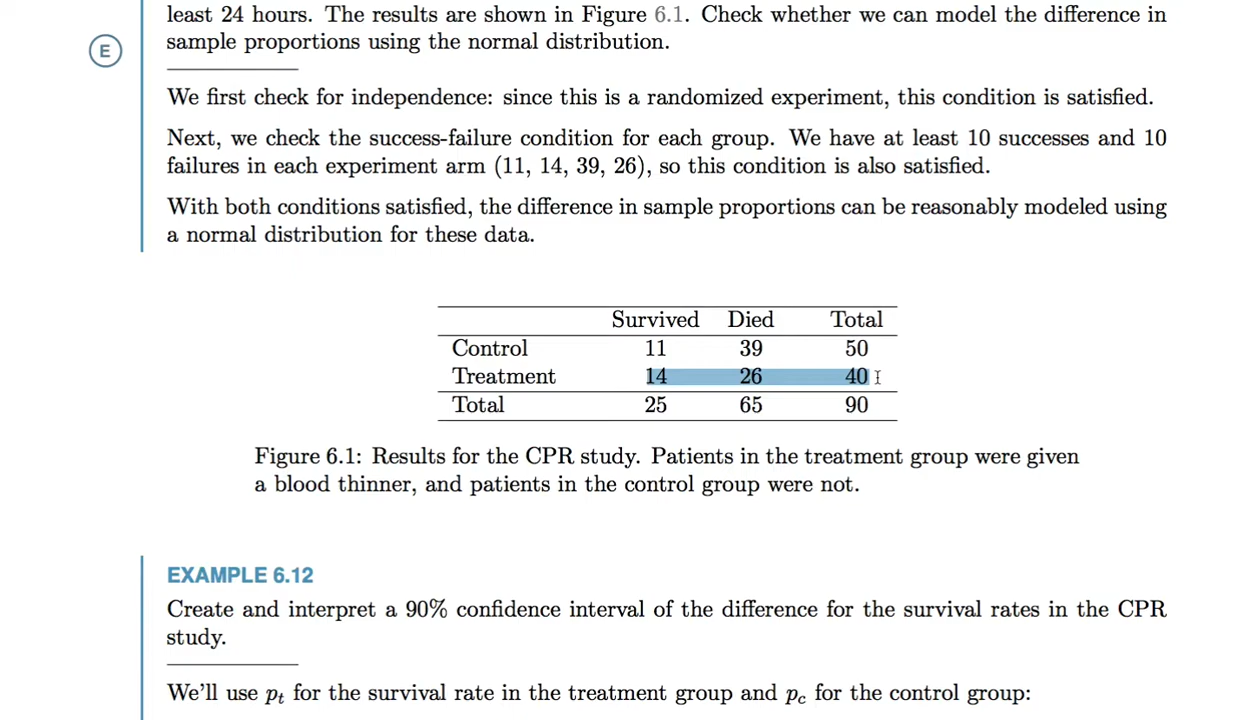 least 24 hours. The results are shown in Figure 6.1. Check whether we can model the difference in
sample proportions using the normal distribution.
E
We first check for independence: since this is a randomized experiment, this condition is satisfied.
Next, we check the success-failure condition for each group. We have at least 10 successes and 10
failures in each experiment arm (11, 14, 39, 26), so this condition is also satisfied.
With both conditions satisfied, the difference in sample proportions can be reasonably modeled using
a normal distribution for these data.
Survived Died Total
Control 11 39 50
Treatment 14 26 40
Total 25 65 90
Figure 6.1: Results for the CPR study. Patients in the treatment group were given
a blood thinner, and patients in the control group were not.
EXAMPLE 6.12
Create and interpret a 90% confidence interval of the difference for the survival rates in the CPR
study.
We'll use pₜ for the survival rate in the treatment group and p_c for the control group: